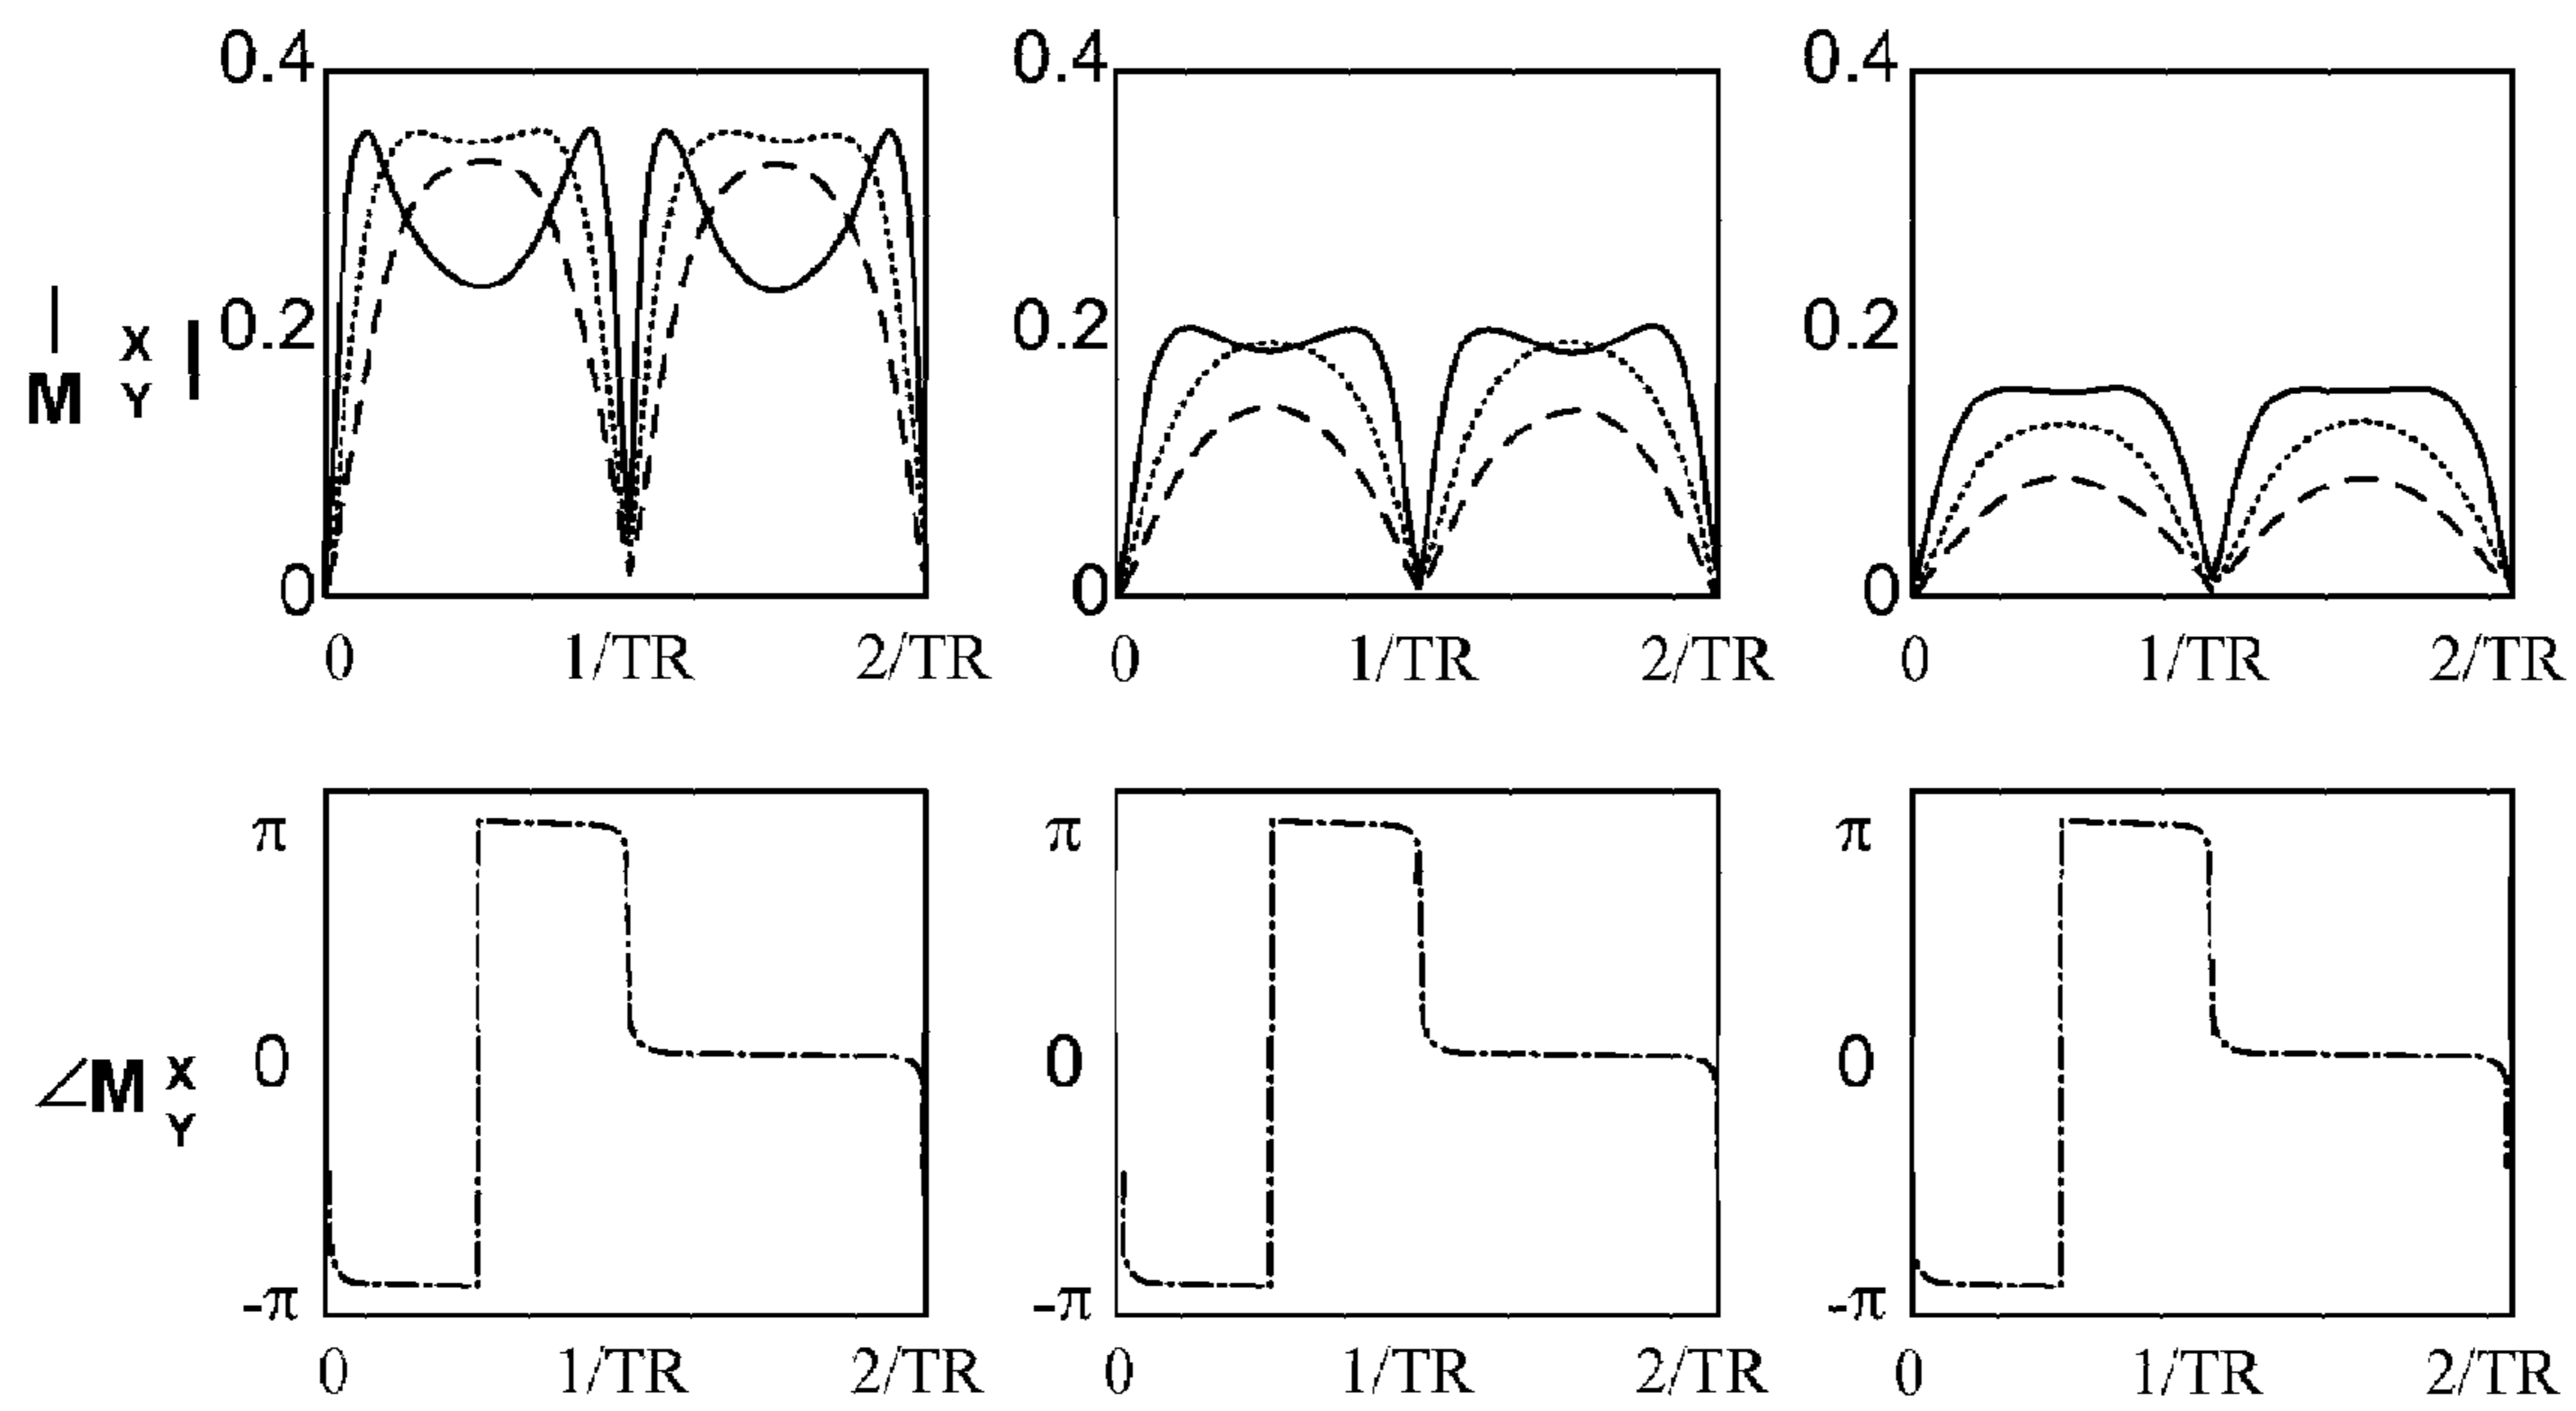 0.4 0.4 0.4
| M X Y | 0.2 0.2 0.2
0 0 0
0 1/TR 2/TR 0 1/TR 2/TR 0 1/TR 2/TR
π π π
∠M X Y 0 0 0
-π -π -π
0 1/TR 2/TR 0 1/TR 2/TR 0 1/TR 2/TR